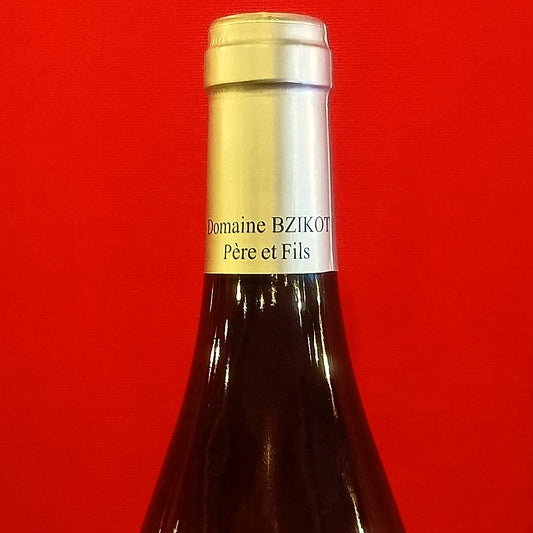 Domaine BZIKOT
Père et Fils